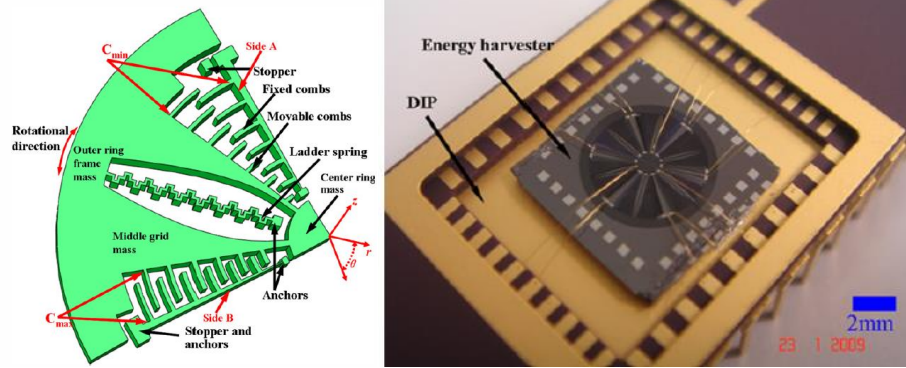 Cmin
Side A
Stopper
Fixed combs
Movable combs
Rotational
direction
Outer ring
frame
mass
Ladder spring
Center ring
mass
z
r
θ
Middle grid
mass
Anchors
Cmax
Side B
Stopper and
anchors
Energy harvester
DIP
2mm
23 1 2009